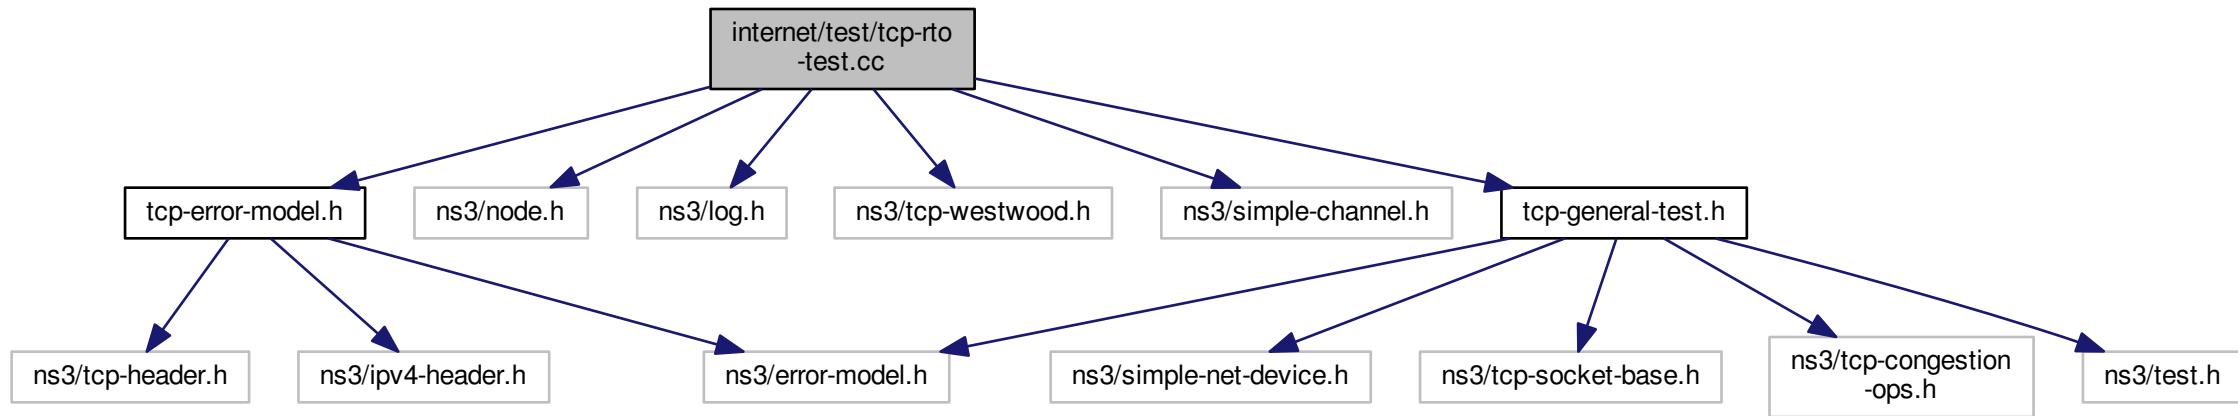 internet/test/tcp-rto
-test.cc
tcp-error-model.h
ns3/node.h
ns3/log.h
ns3/tcp-westwood.h
ns3/simple-channel.h
tcp-general-test.h
ns3/tcp-header.h
ns3/ipv4-header.h
ns3/error-model.h
ns3/simple-net-device.h
ns3/tcp-socket-base.h
ns3/tcp-congestion
-ops.h
ns3/test.h